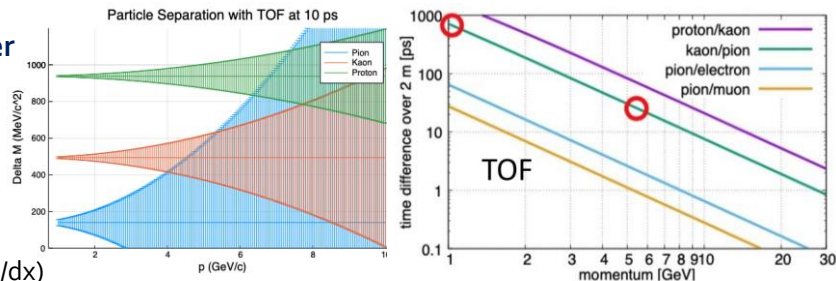 er
Particle Separation with TOF at 10 ps
Delta M (MeV/c^2)
1000
800
600
400
200
0
Pion
Kaon
Proton
2
4
6
8
10
p (GeV/c)
/dx)
time difference over 2 m [ps]
1000
100
10
1
0.1
proton/kaon
kaon/pion
pion/electron
pion/muon
TOF
1
2
3
4
5
6
7
8
9
10
20
30
momentum [GeV]